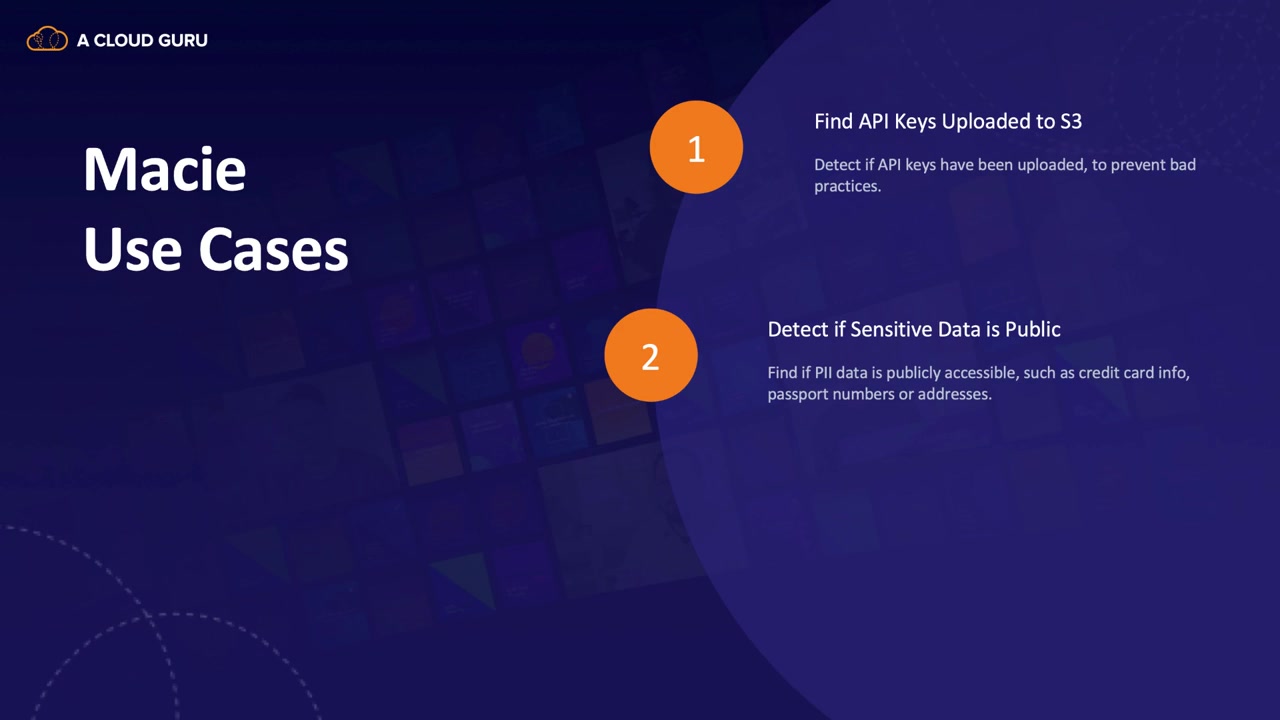 A CLOUD GURU
Macie
Use Cases
1
Find API Keys Uploaded to S3
Detect if API keys have been uploaded, to prevent bad
practices.
2
Detect if Sensitive Data is Public
Find if PII data is publicly accessible, such as credit card info,
passport numbers or addresses.